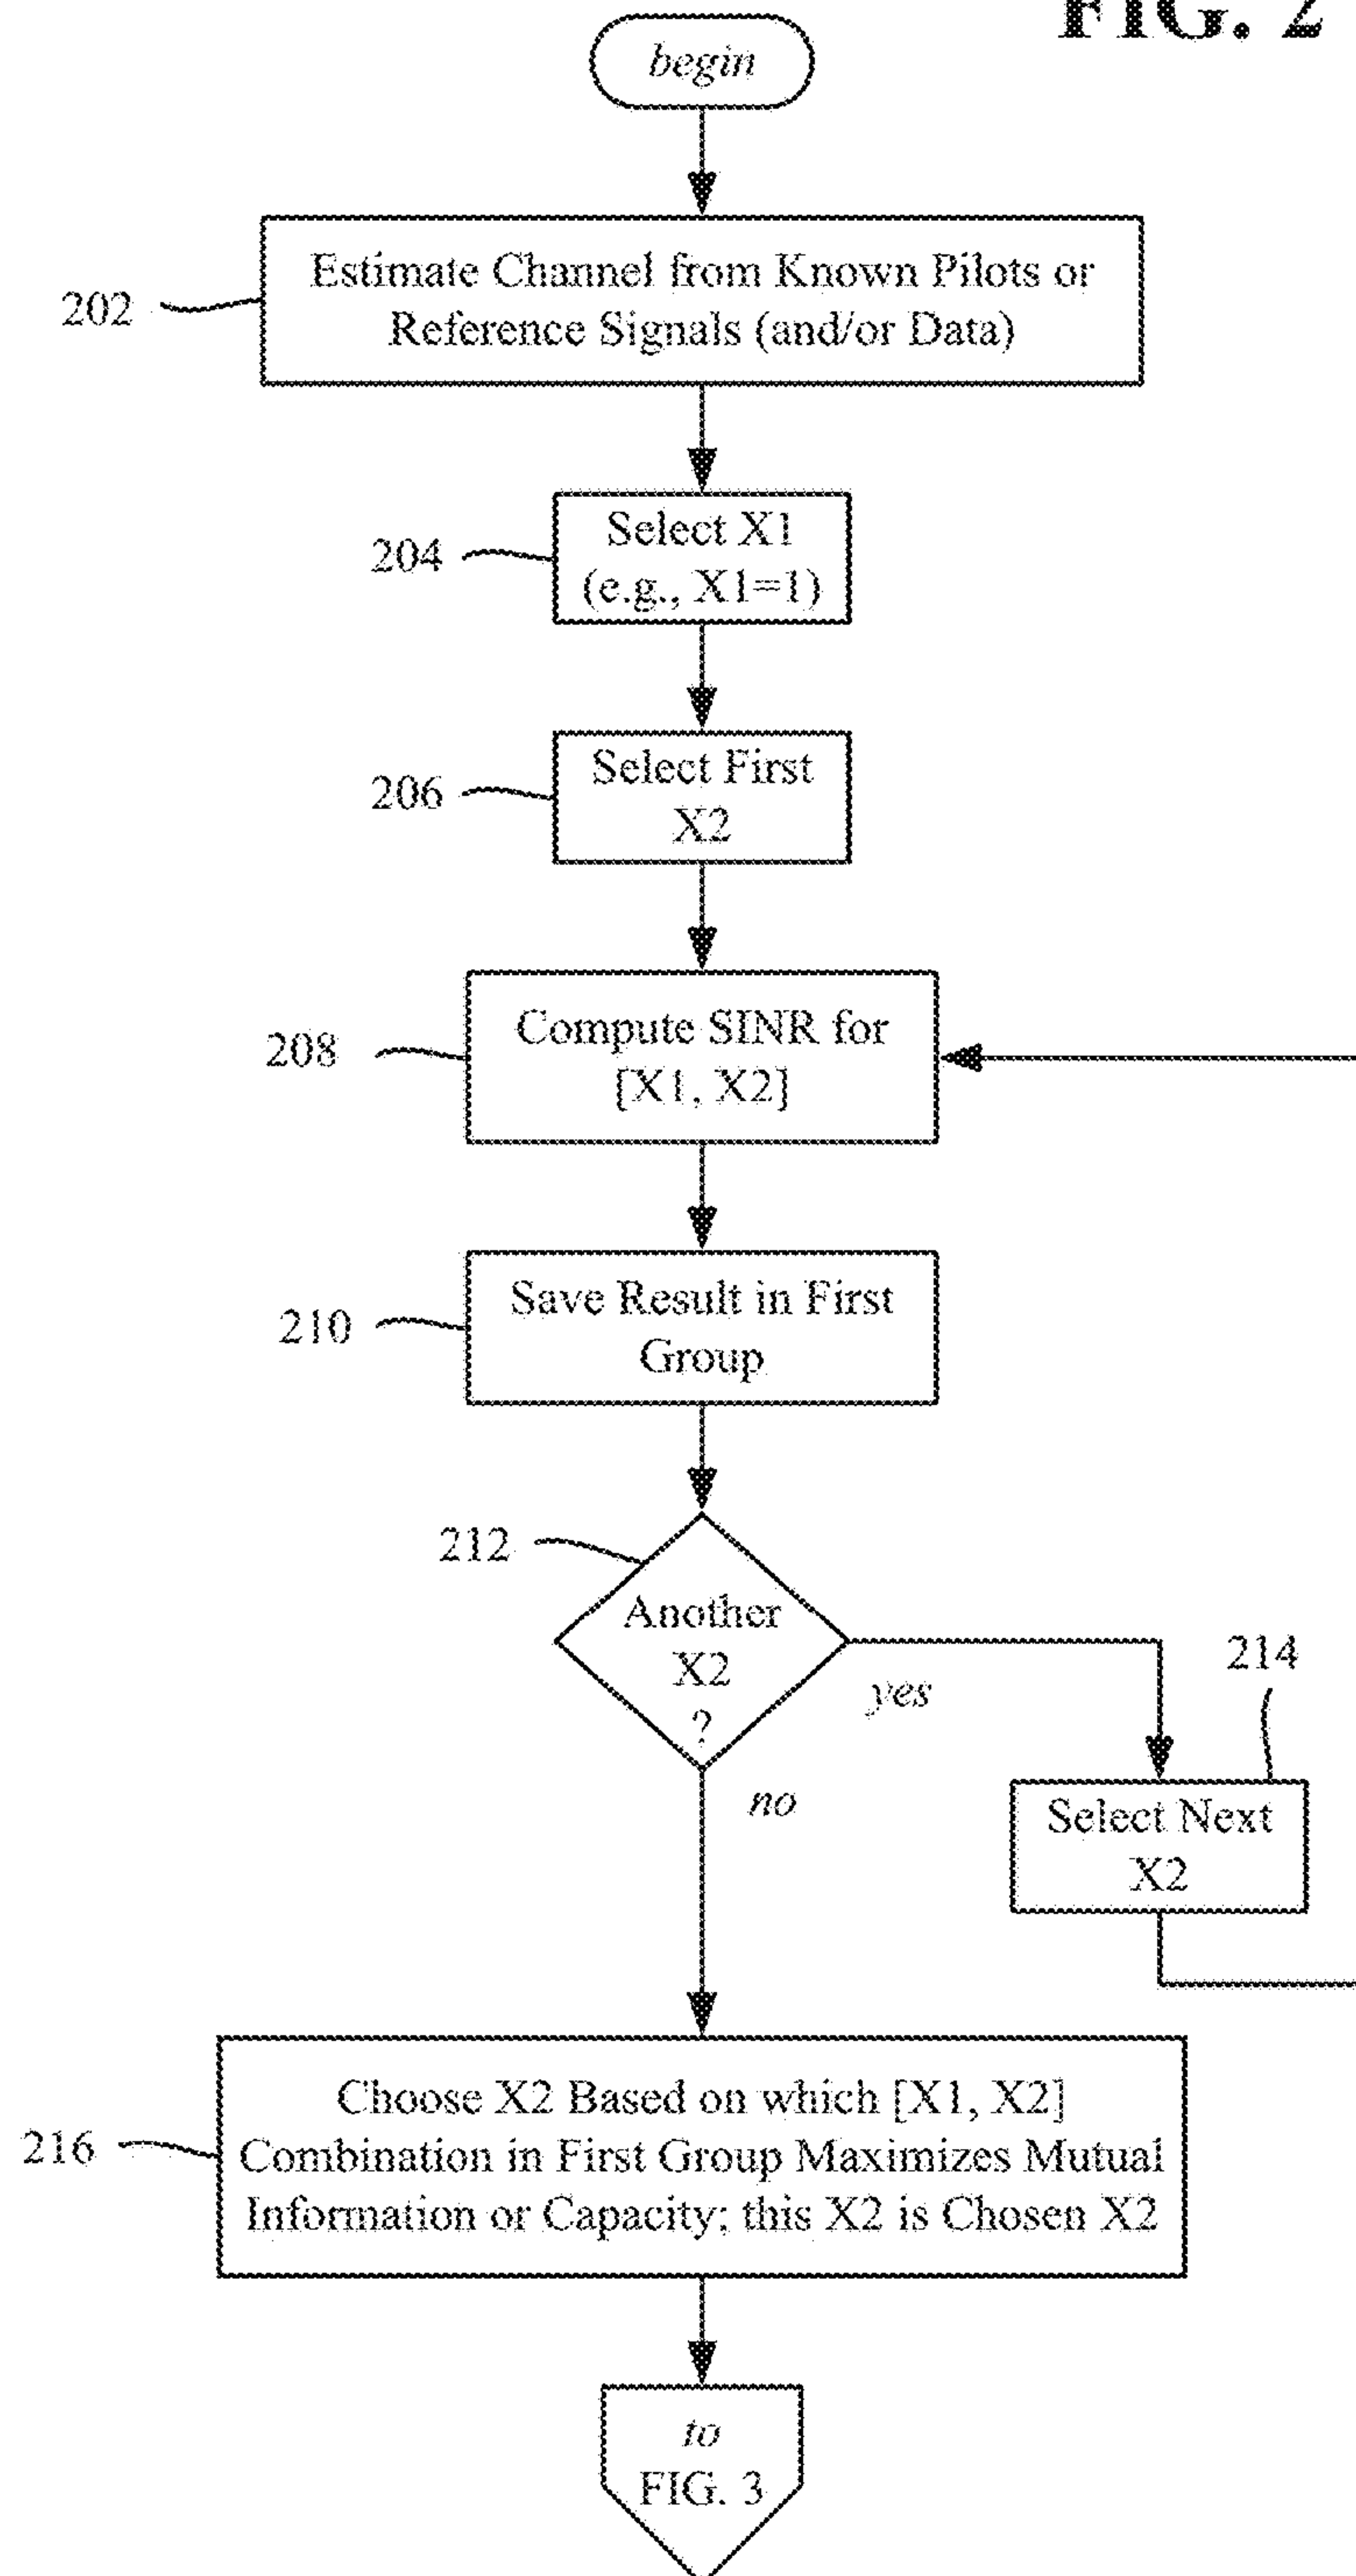 FIG. 2
begin
202
Estimate Channel from Known Pilots or
Reference Signals (and/or Data)
204
Select X1
(e.g., X1=1)
206
Select First
X2
208
Compute SINR for
[X1, X2]
210
Save Result in First
Group
212
Another
X2
?
yes
no
214
Select Next
X2
216
Choose X2 Based on which [X1, X2]
Combination in First Group Maximizes Mutual
Information or Capacity; this X2 is Chosen X2
to
FIG. 3